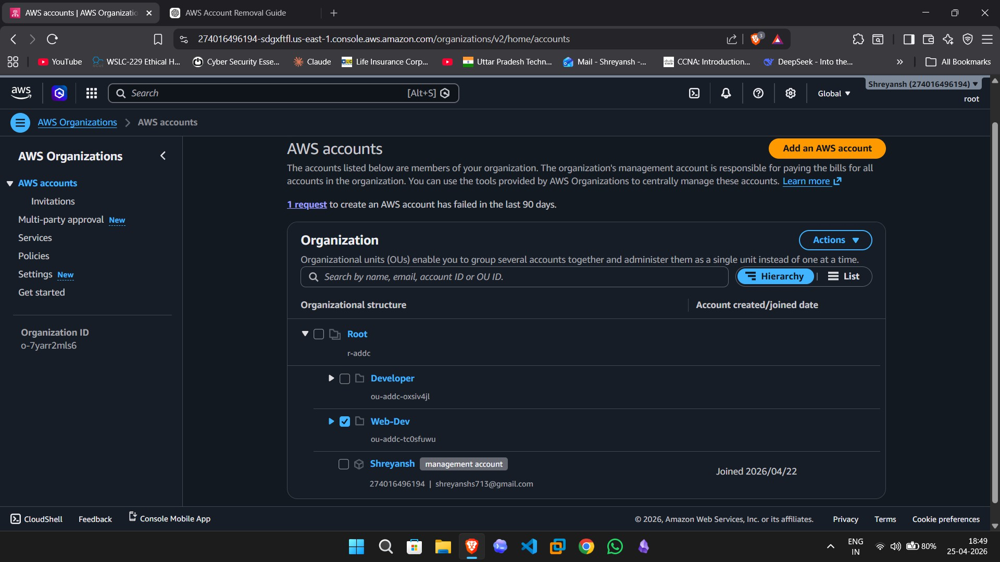 AWS accounts | AWS Organizatio
AWS Account Removal Guide
274016496194-sdgxftfl.us-east-1.console.aws.amazon.com/organizations/v2/home/accounts
3
YouTube
WSLC-229 Ethical H...
Cyber Security Esse...
Claude
Life Insurance Corp...
Uttar Pradesh Techn...
Mail - Shreyansh -...
CCNA: Introduction...
DeepSeek - Into the...
All Bookmarks
aws
Search
[Alt+S]
Global
Shreyansh (274016496194)
root
AWS Organizations
AWS accounts
AWS Organizations
AWS accounts
Invitations
Multi-party approval New
Services
Policies
Settings New
Get started
Organization ID
o-7yarr2mls6
AWS accounts
Add an AWS account
The accounts listed below are members of your organization. The organization's management account is responsible for paying the bills for all
accounts in the organization. You can use the tools provided by AWS Organizations to centrally manage these accounts. Learn more
1 request to create an AWS account has failed in the last 90 days.
Organization
Actions
Organizational units (OUs) enable you to group several accounts together and administer them as a single unit instead of one at a time.
Search by name, email, account ID or OU ID.
Hierarchy
List
Organizational structure
Account created/joined date
Root
r-addc
Developer
ou-addc-oxsiv4jl
Web-Dev
ou-addc-tc0sfuwu
Shreyansh management account
Joined 2026/04/22
274016496194 | shreyanshs713@gmail.com
CloudShell
Feedback
Console Mobile App
© 2026, Amazon Web Services, Inc. or its affiliates.
Privacy
Terms
Cookie preferences
ENG
IN
80%
18:49
25-04-2026